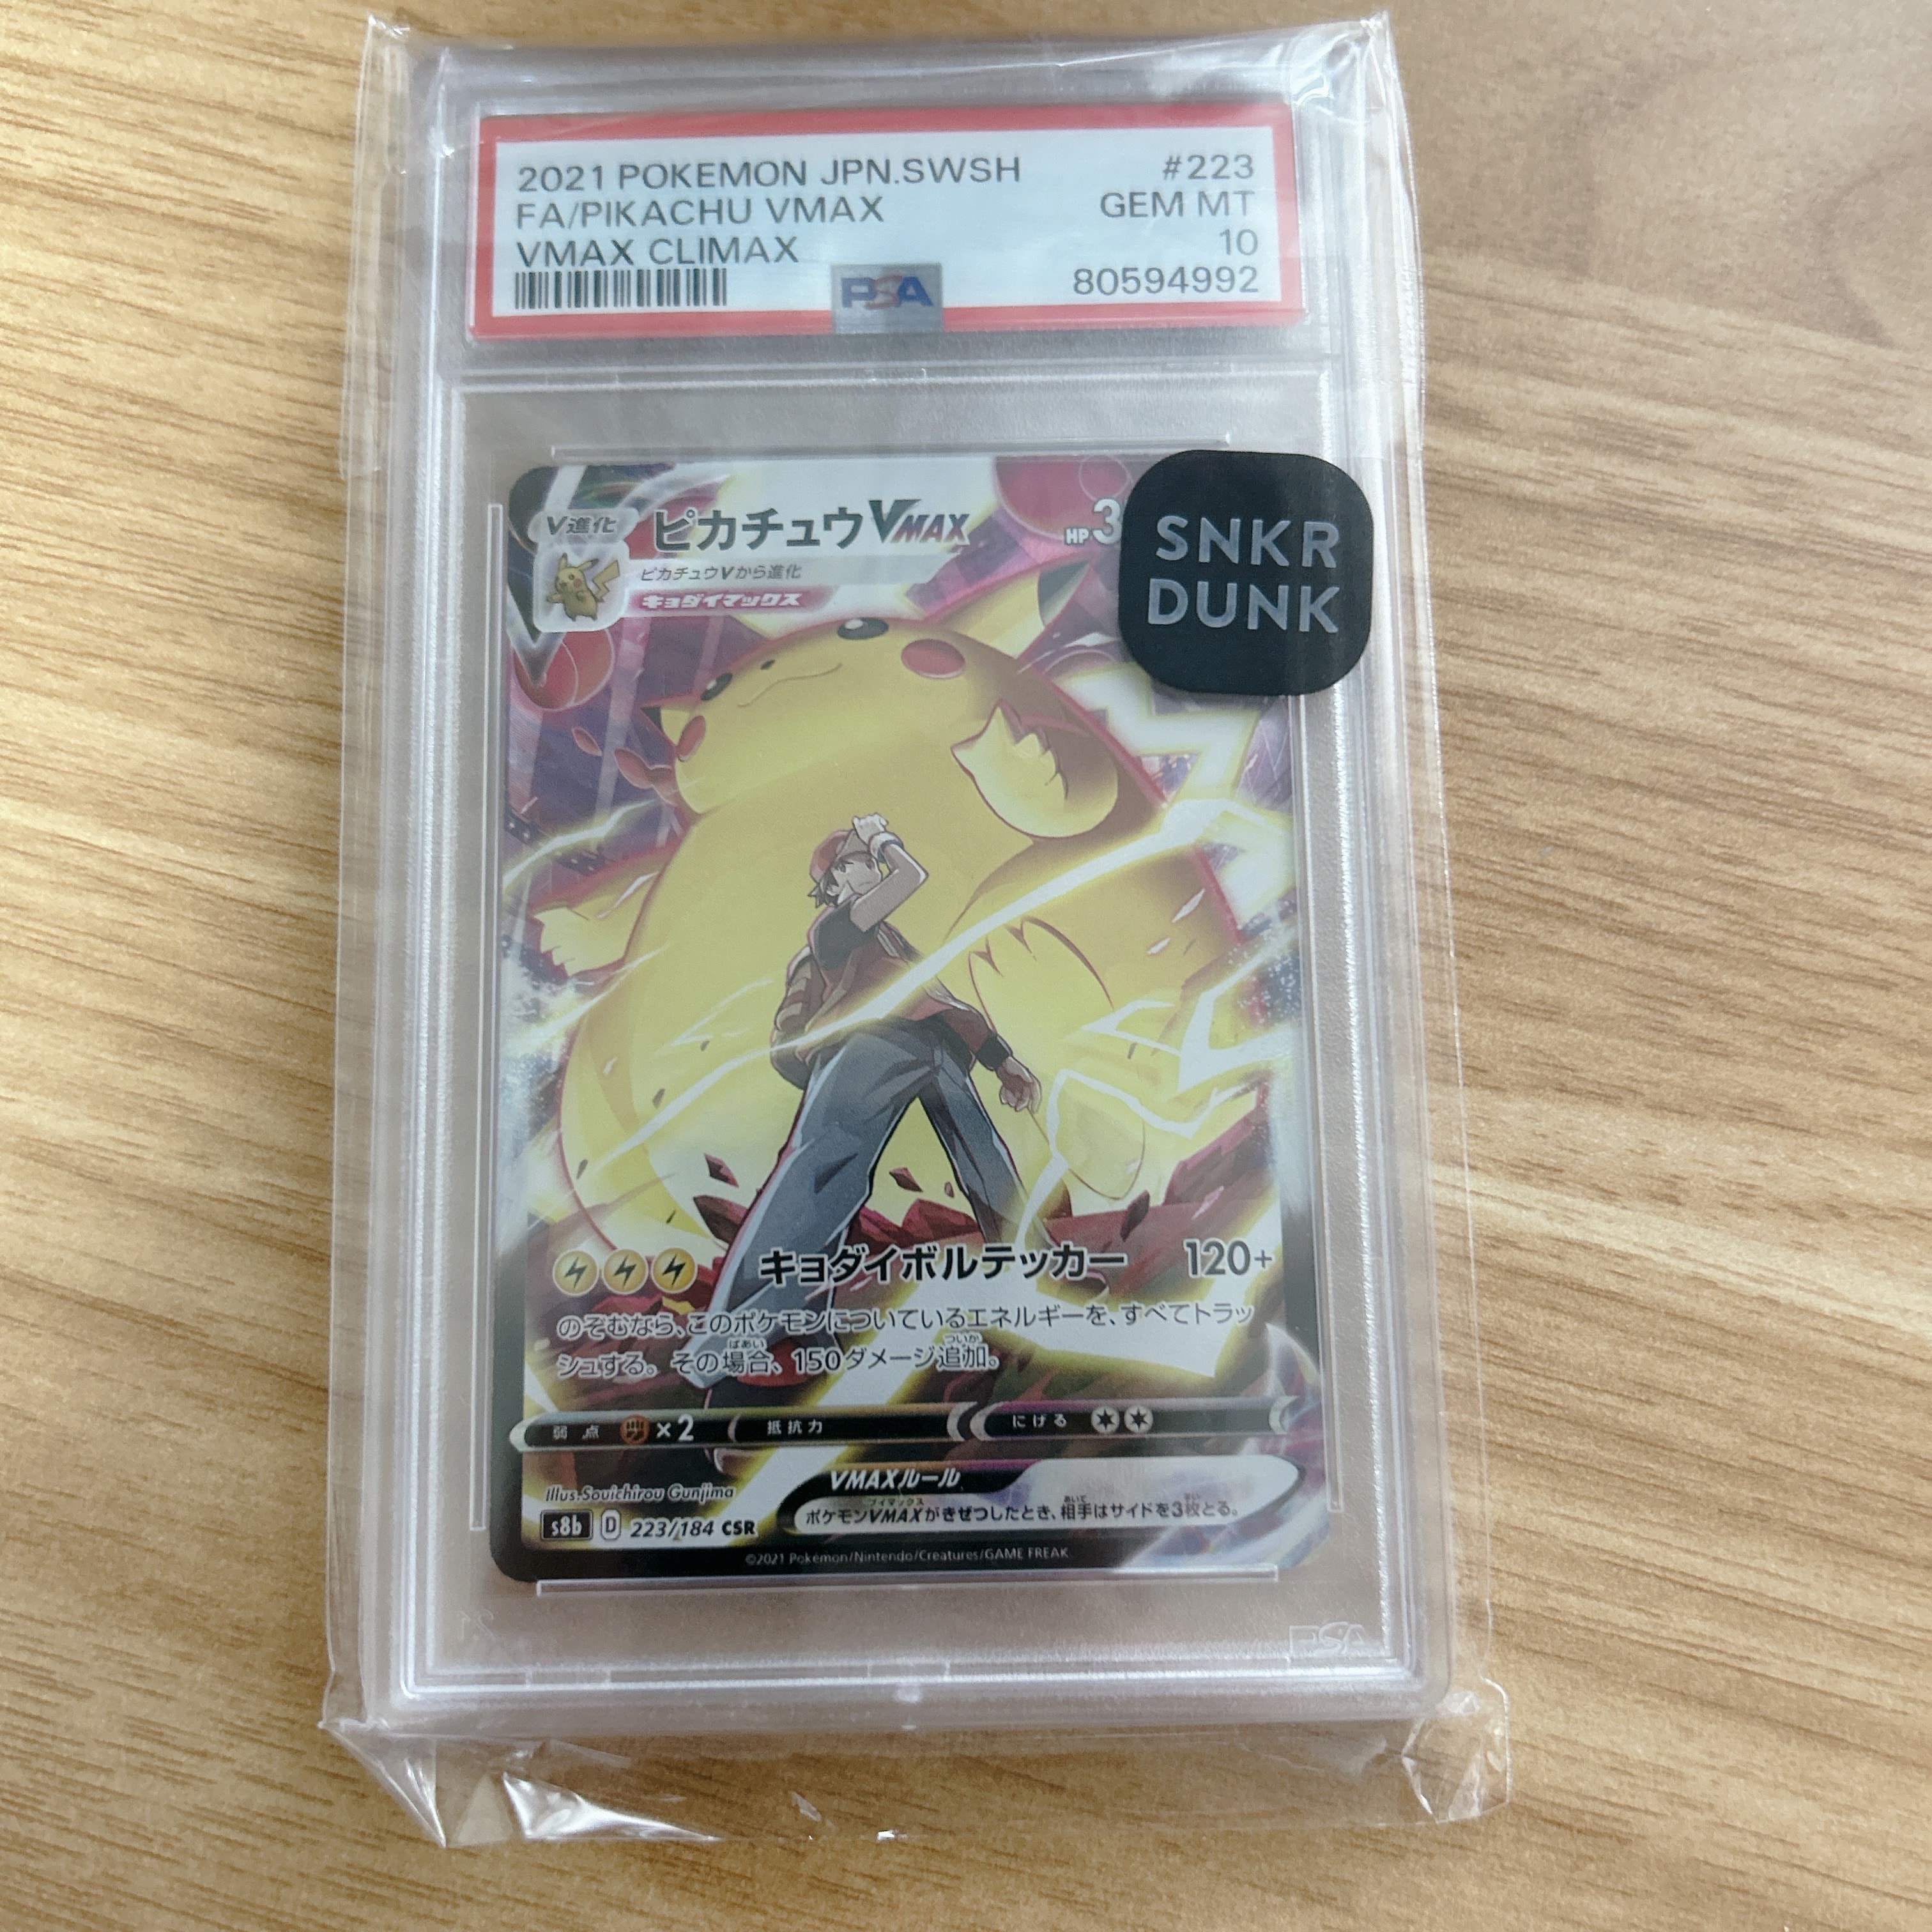 2021 POKEMON JPN.SWSH #223
FA/PIKACHU VMAX GEM MT
VMAX CLIMAX 10
80594992
PSA
SNKR
DUNK
V進化
ピカチュウVMAX HP3
ピカチュウVから進化
キョダイマックス
キョダイボルテッカー 120+
のぞむなら、このポケモンについているエネルギーを、すべてトラッ
シュする。その場合、150ダメージ追加。
弱点 ×2 抵抗力 にげる
VMAXルール
ポケモンVMAXがきぜつしたとき、相手はサイドを3枚とる。
Illus.Souichirou Gunjima
s8b D 223/184 CSR
©2021 Pokémon/Nintendo/Creatures/GAME FREAK
PSA